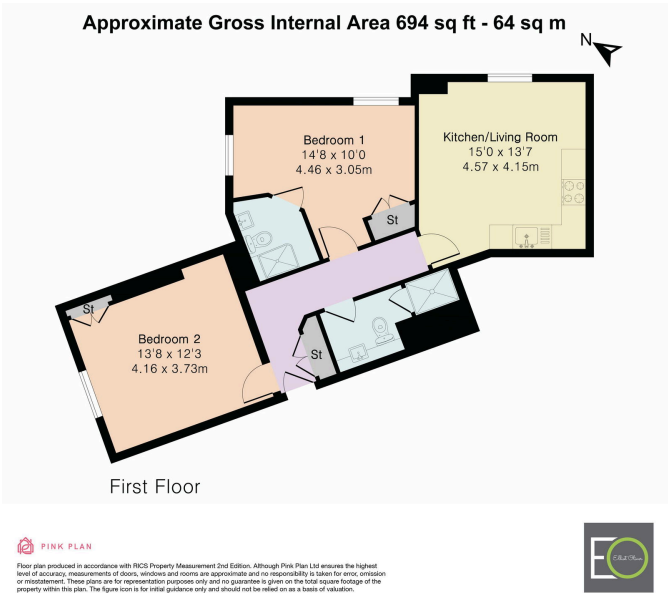 Approximate Gross Internal Area 694 sq ft - 64 sq m
N
Bedroom 1
14'8 x 10'0
4.46 x 3.05m
Kitchen/Living Room
15'0 x 13'7
4.57 x 4.15m
St
St
Bedroom 2
13'8 x 12'3
4.16 x 3.73m
St
First Floor
PINK PLAN
Floor plan produced in accordance with RICS Property Measurement 2nd Edition. Although Pink Plan Ltd ensures the highest
level of accuracy, measurements of doors, windows and rooms are approximate and no responsibility is taken for error, omission
or misstatement. These plans are for representation purposes only and no guarantee is given on the total square footage of the
property within this plan. The figure icon is for initial guidance only and should not be relied on as a basis of valuation.
EO